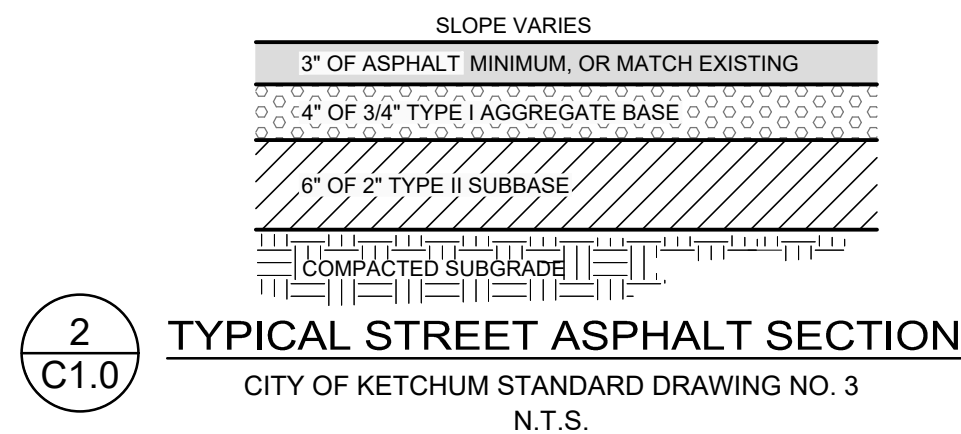 SLOPE VARIES
3" OF ASPHALT MINIMUM, OR MATCH EXISTING
4" OF 3/4" TYPE I AGGREGATE BASE
6" OF 2" TYPE II SUBBASE
COMPACTED SUBGRADE
2
C1.0
TYPICAL STREET ASPHALT SECTION
CITY OF KETCHUM STANDARD DRAWING NO. 3
N.T.S.